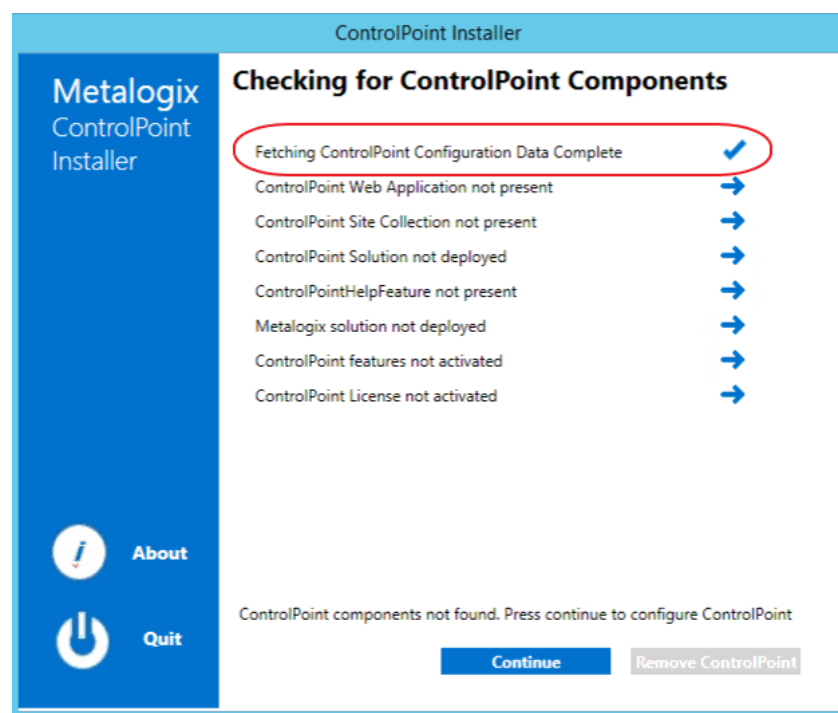 ControlPoint Installer
Metalogix
ControlPoint
Installer
Checking for ControlPoint Components
Fetching ControlPoint Configuration Data Complete
ControlPoint Web Application not present
ControlPoint Site Collection not present
ControlPoint Solution not deployed
ControlPointHelpFeature not present
Metalogix solution not deployed
ControlPoint features not activated
ControlPoint License not activated
About
Quit
ControlPoint components not found. Press continue to configure ControlPoint
Continue
Remove ControlPoint